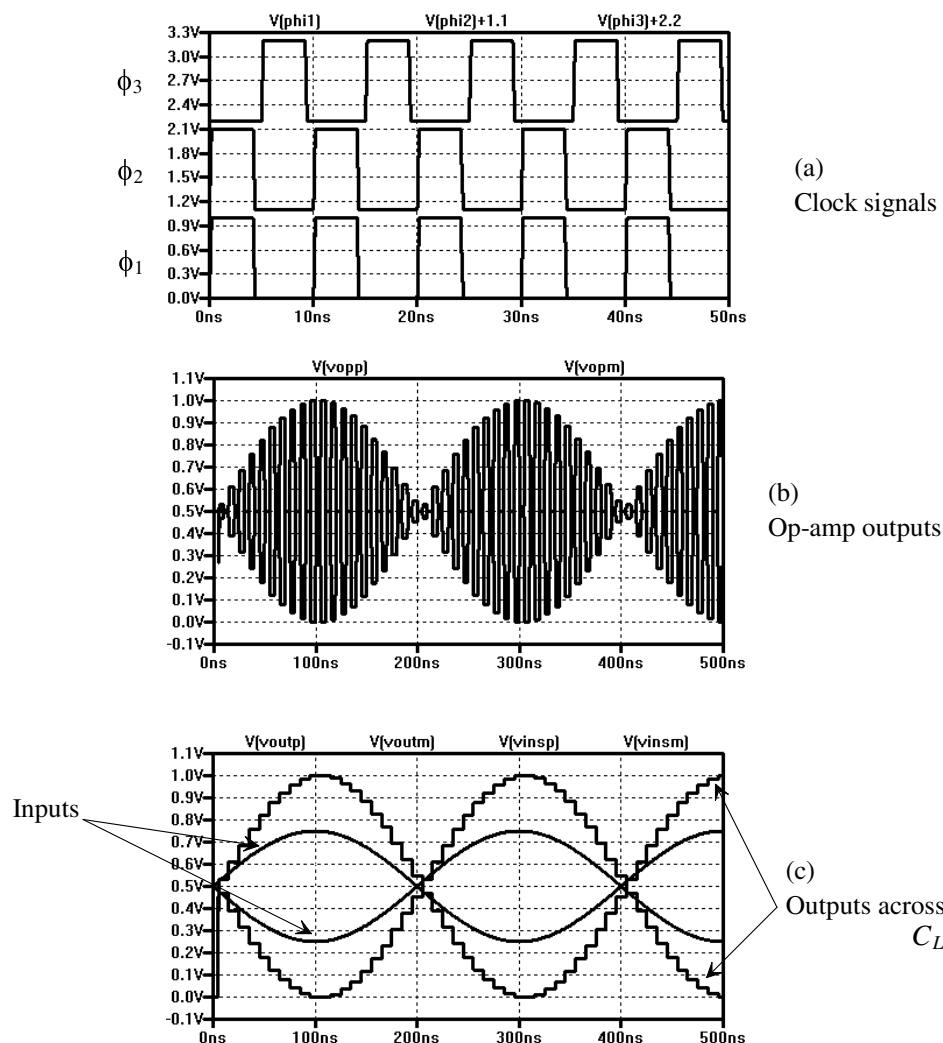 V(phi1) V(phi2)+1.1 V(phi3)+2.2
3.3V
3.0V
2.7V
2.4V
2.1V
1.8V
1.5V
1.2V
0.9V
0.6V
0.3V
0.0V
ϕ3
ϕ2
ϕ1
0ns 10ns 20ns 30ns 40ns 50ns
(a)
Clock signals
V(vopp) V(vopm)
1.1V
1.0V
0.9V
0.8V
0.7V
0.6V
0.5V
0.4V
0.3V
0.2V
0.1V
0.0V
-0.1V
0ns 100ns 200ns 300ns 400ns 500ns
(b)
Op-amp outputs
V(voutp) V(voutm) V(vinsp) V(vinsm)
1.1V
1.0V
0.9V
0.8V
0.7V
0.6V
0.5V
0.4V
0.3V
0.2V
0.1V
0.0V
-0.1V
0ns 100ns 200ns 300ns 400ns 500ns
Inputs
(c)
Outputs across
CL